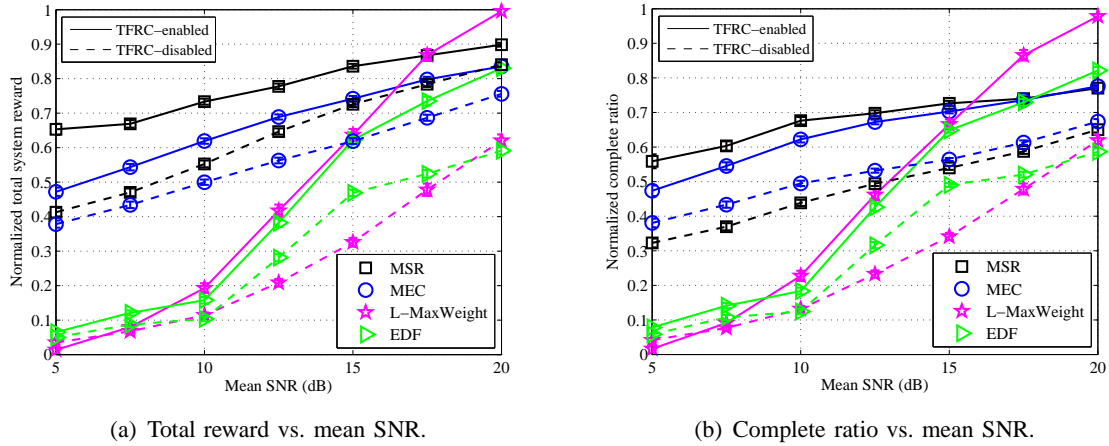 1
0.9
0.8
0.7
0.6
0.5
0.4
0.3
0.2
0.1
0
Normalized total system reward
TFRC−enabled
TFRC−disabled
MSR
MEC
L−MaxWeight
EDF
5
10
15
20
Mean SNR (dB)
(a) Total reward vs. mean SNR.
1
0.9
0.8
0.7
0.6
0.5
0.4
0.3
0.2
0.1
0
Normalized complete ratio
TFRC−enabled
TFRC−disabled
MSR
MEC
L−MaxWeight
EDF
5
10
15
20
Mean SNR (dB)
(b) Complete ratio vs. mean SNR.